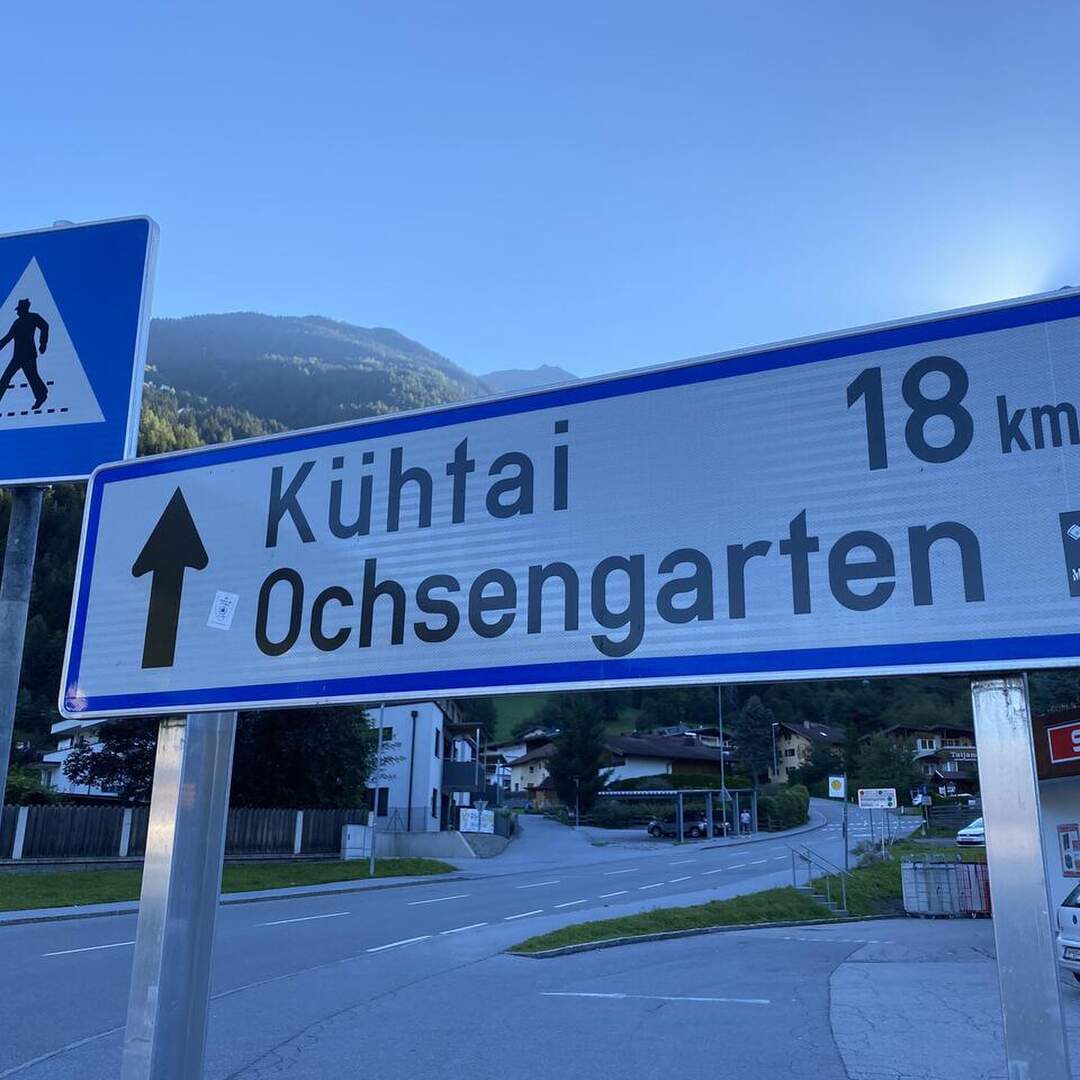 Kühtai 18 km
Ochsengarten